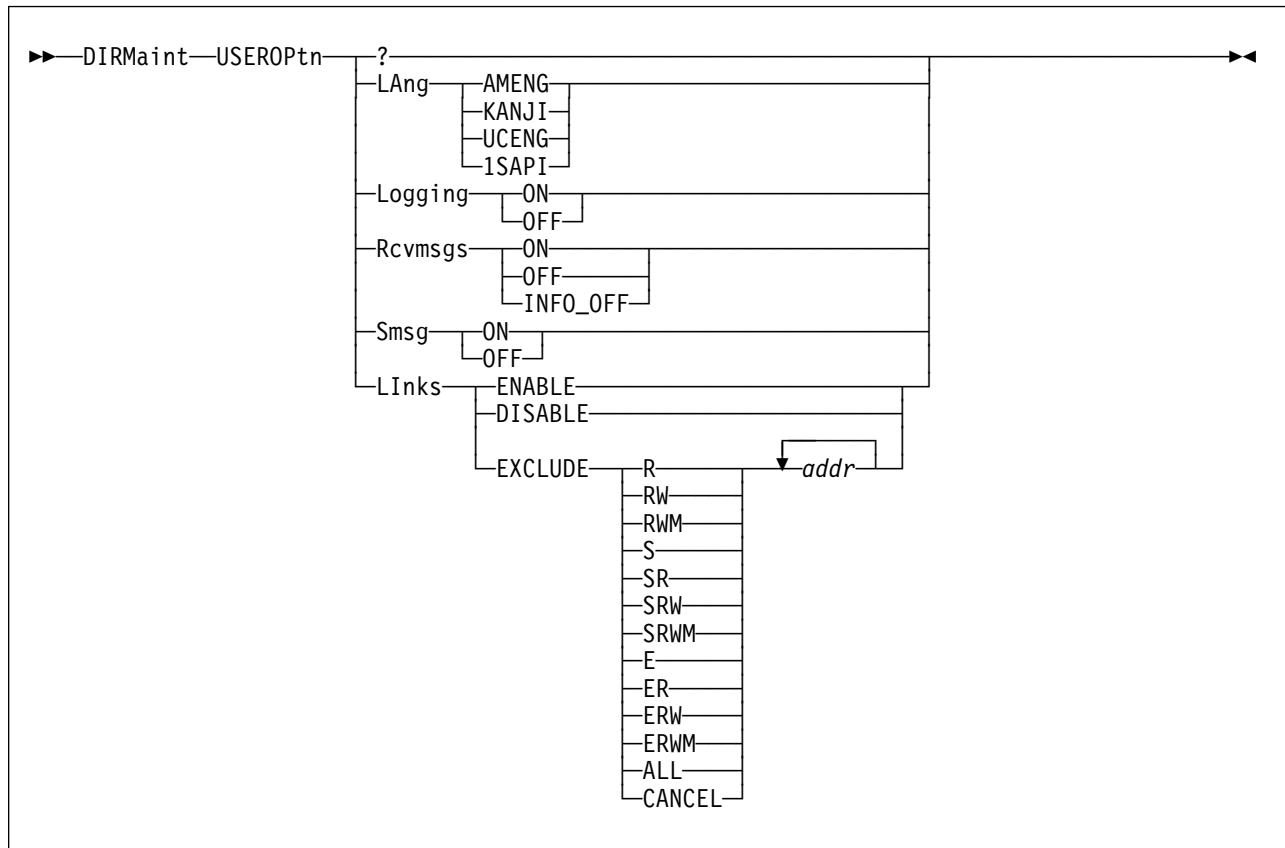 DIRMaint USEROPtn ?
LAng AMENG
KANJI
UCENG
1SAPI
Logging ON
OFF
Rcvmsgs ON
OFF
INFO_OFF
Smsg ON
OFF
LInks ENABLE
DISABLE
EXCLUDE R addr
RW
RWM
S
SR
SRW
SRWM
E
ER
ERW
ERWM
ALL
CANCEL